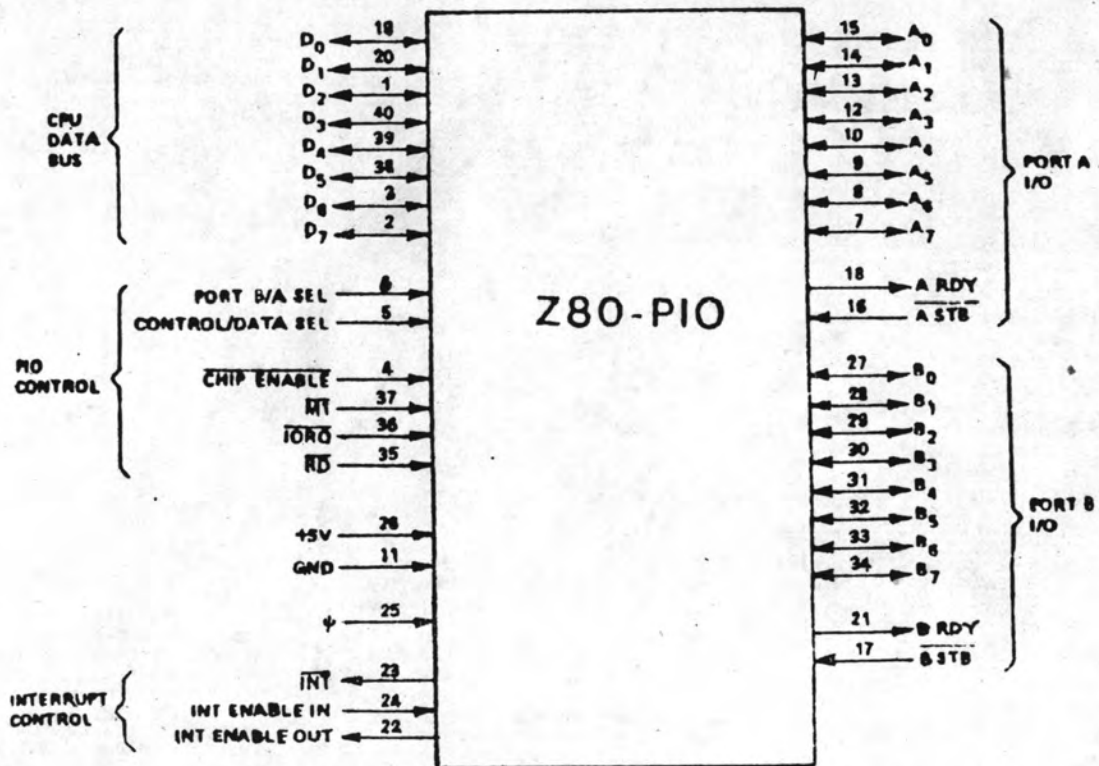 D0 19
D1 20
D2 1
D3 40
D4 39
D5 38
D6 3
D7 2
CPU
DATA
BUS
PORT B/A SEL 6
CONTROL/DATA SEL 5
CHIP ENABLE 4
M1 37
IORQ 36
RD 35
PIO
CONTROL
+5V 26
GND 11
25
INT 23
INT ENABLE IN 24
INT ENABLE OUT 22
INTERRUPT
CONTROL
Z80-PIO
15 A0
14 A1
13 A2
12 A3
10 A4
9 A5
8 A6
7 A7
18 A RDY
16 A STB
PORT A
I/O
27 B0
28 B1
29 B2
30 B3
31 B4
32 B5
33 B6
34 B7
21 B RDY
17 B STB
PORT B
I/O